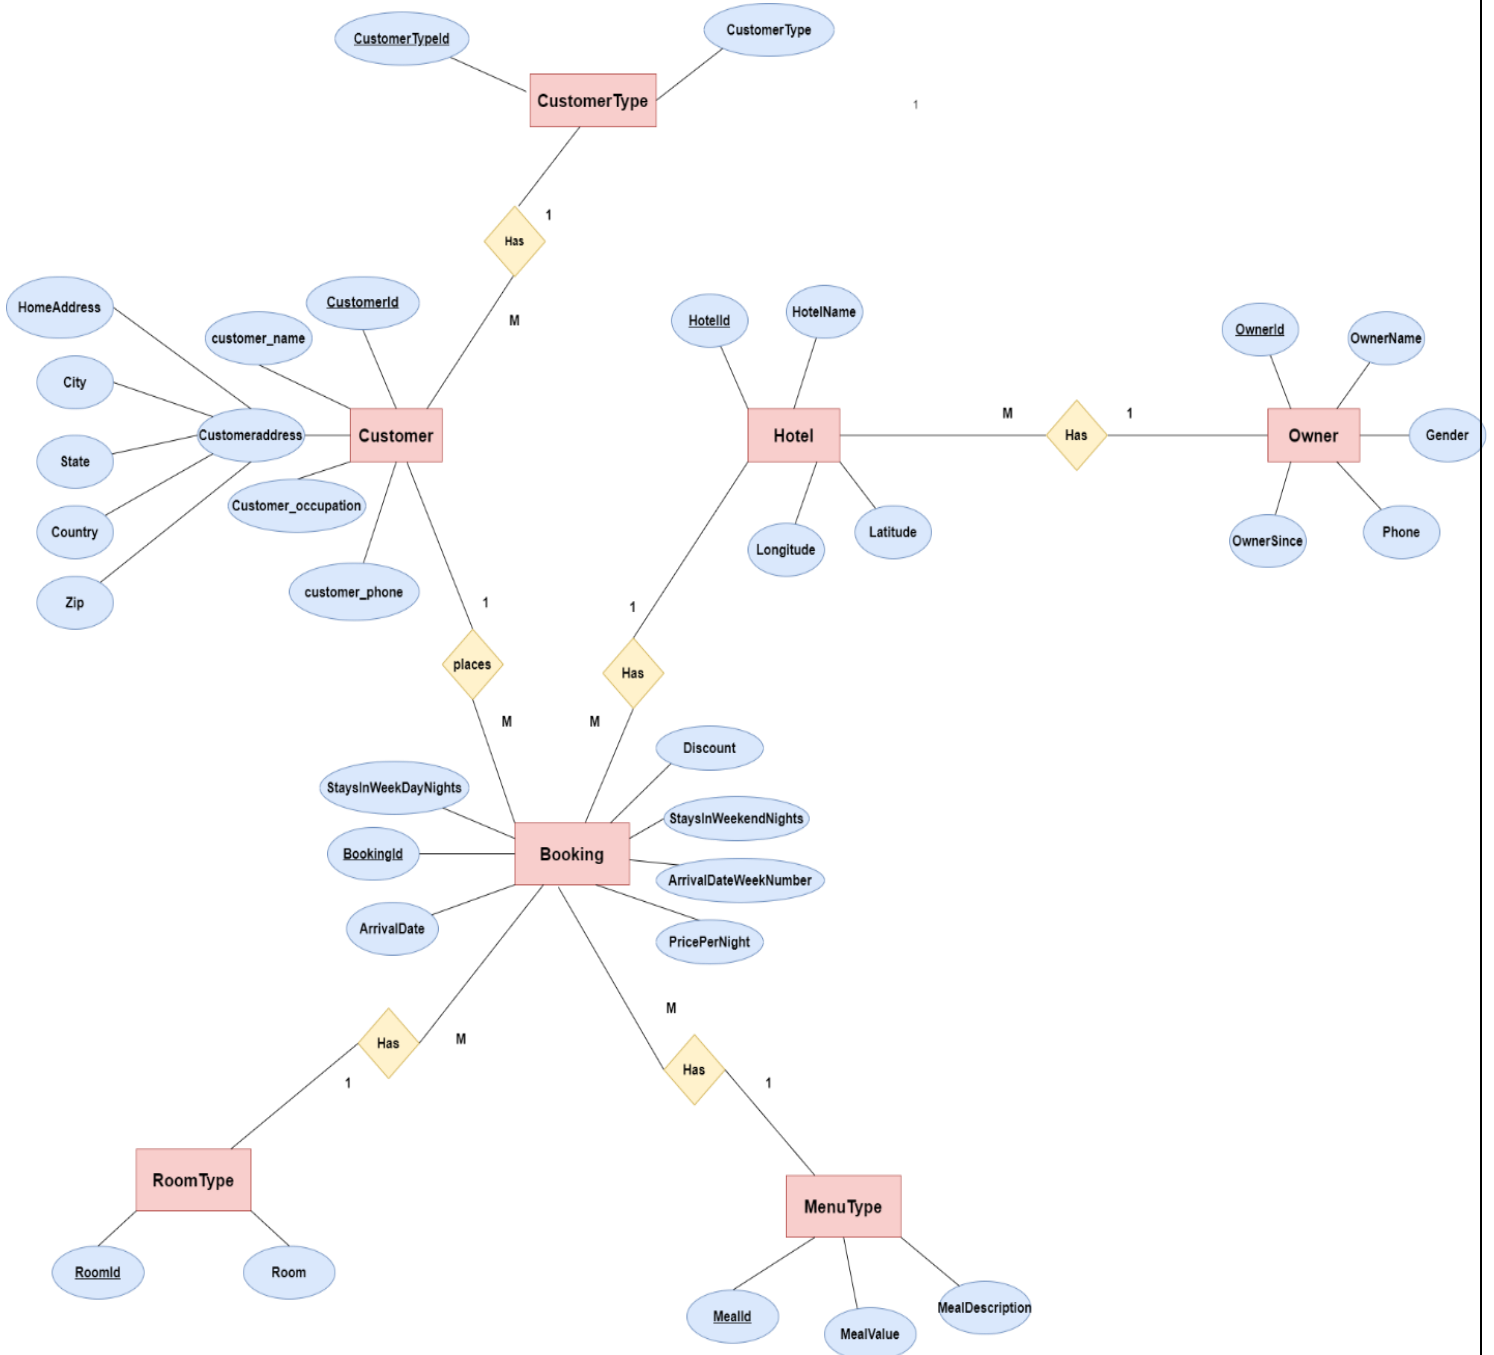 CustomerTypeId
CustomerType
CustomerType
1
1
Has
M
HomeAddress
customer_name
CustomerId
City
Customeraddress
Customer
State
Customer_occupation
Country
customer_phone
Zip
HotelId
HotelName
Hotel
M
Has
1
Longitude
Latitude
OwnerId
OwnerName
Owner
Gender
OwnerSince
Phone
1
places
M
1
Has
M
Discount
StaysInWeekDayNights
StaysInWeekendNights
BookingId
Booking
ArrivalDateWeekNumber
ArrivalDate
PricePerNight
Has
M
1
M
Has
1
RoomType
RoomId
Room
MenuType
MealId
MealValue
MealDescription